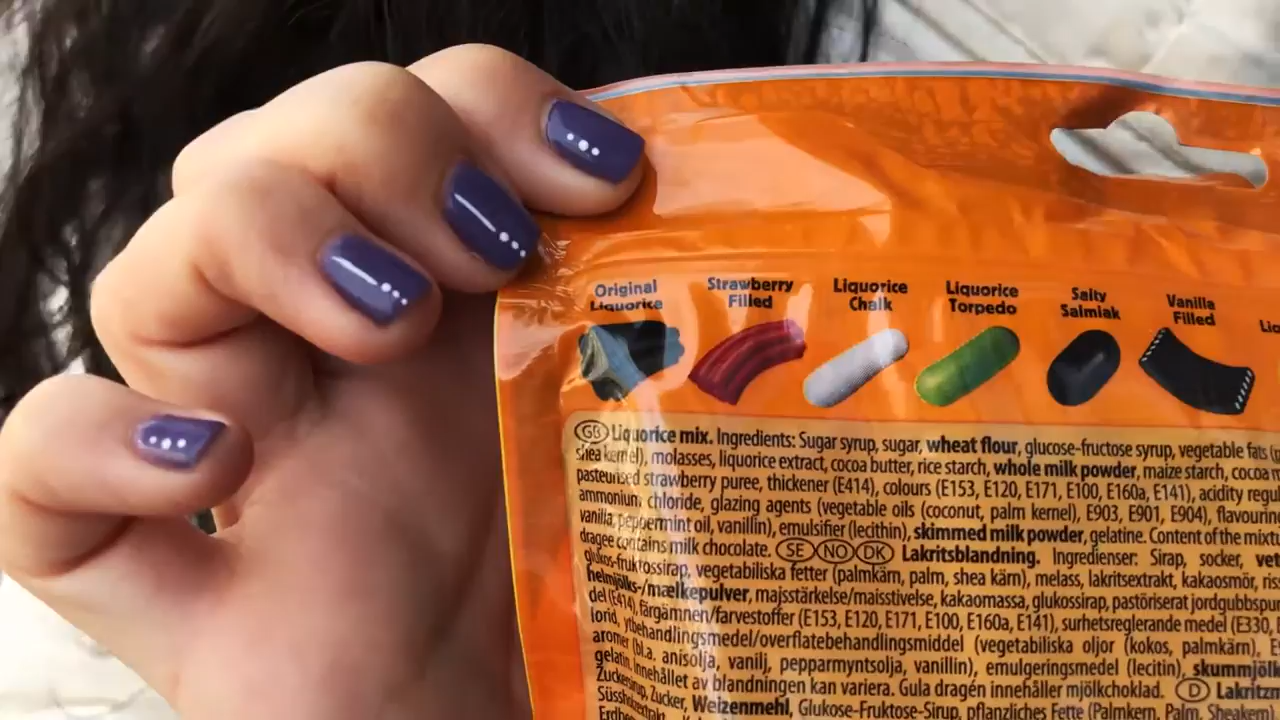 Original Liquorice
Strawberry Filled
Liquorice Chalk
Liquorice Torpedo
Salty Salmiak
Vanilla Filled
GB Liquorice mix. Ingredients: Sugar syrup, sugar, wheat flour, glucose-fructose syrup, vegetable fats
shea kernel), molasses, liquorice extract, cocoa butter, rice starch, whole milk powder, maize starch, cocoa
pasteurised strawberry puree, thickener (E414), colours (E153, E120, E171, E100, E160a, E141), acidity
ammonium chloride, glazing agents (vegetable oils (coconut, palm kernel), E903, E901, E904),
vanilla, peppermint oil, vanillin), emulsifier (lecithin), skimmed milk powder, gelatine. Content of the
dragee contains milk chocolate. SE NO DK Lakritsblandning. Ingredienser: Sirap, socker,
glukos-fruktossirap, vegetabiliska fetter (palmkärn, palm, shea kärn), melass, lakritsextrakt, kakaosmör,
helmjölks-/mælkepulver, majsstärkelse/maisstivelse, kakaomassa, glukossirap, pastöriserat
del (E414), färgämnen/farvestoffer (E153, E120, E171, E100, E160a, E141), surhetsreglerande medel (E330,
lorid, ytbehandlingsmedel/overflatebehandlingsmiddel (vegetabiliska oljor (kokos, palmkärn),
aromer (bl.a. anisolja, vanilj, pepparmyntsolja, vanillin), emulgeringsmedel (lecitin),
gelatin. Innehållet av blandningen kan variera. Gula dragén innehåller mjölkchoklad. D
Zuckersirup, Zucker, Weizenmehl, Glukose-Fruktose-Sirup, pflanzliches Fette (Palmkern, Palm, Sheakern)